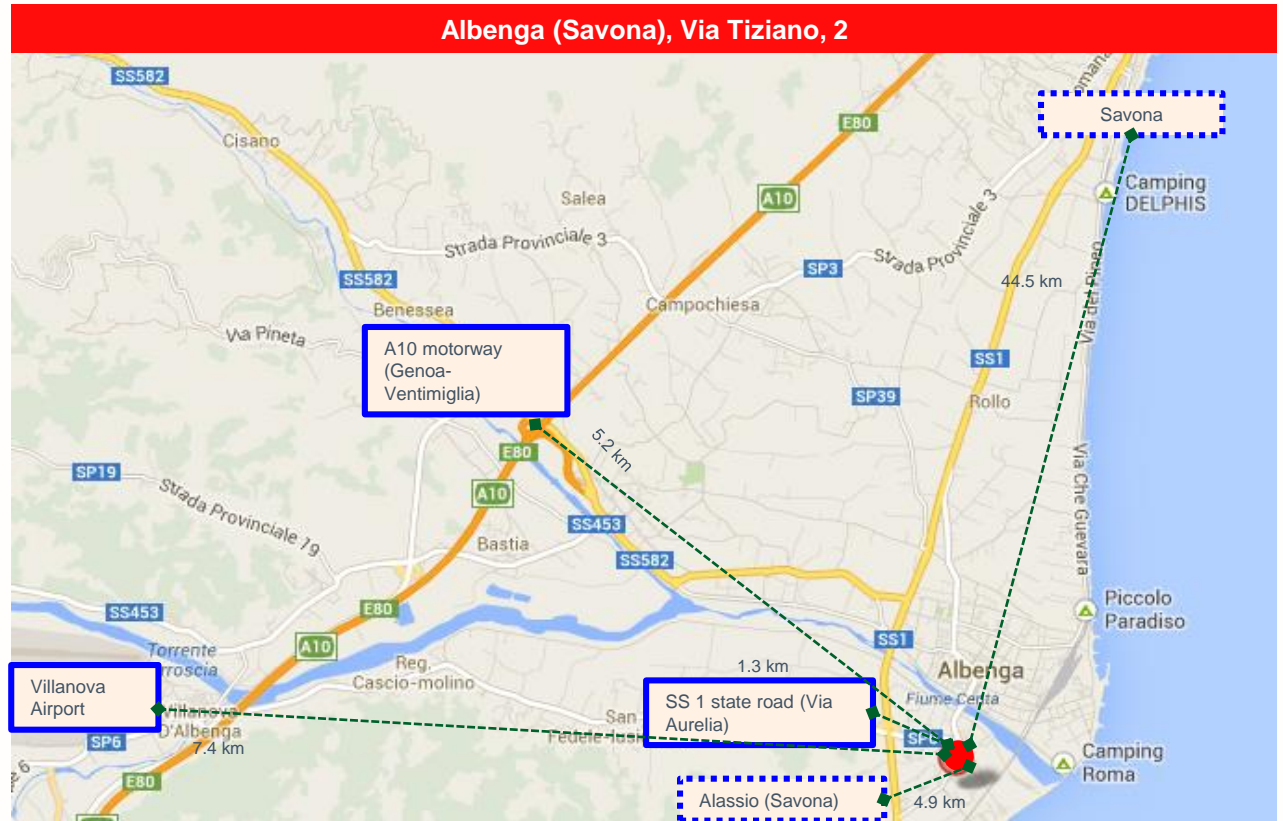 Albenga (Savona), Via Tiziano, 2
SS582
Cisano
E80
Savona
Salea
A10
Camping
DELPHIS
Strada Provinciale 3
Strada Provinciale 3
SP3
SS582
44.5 km
Benessea
Campochiesa
Via Pineta
A10 motorway
(Genoa-
Ventimiglia)
SS1
SP39
Rollo
5.2 km
E80
SP19
A10
Strada Provinciale 19
Via Che Guevara
SS453
Bastia
SS582
Piccolo
Paradiso
SS453
E80
A10
SS1
Torrente
Reg.
Cascio-molino
1.3 km
Albenga
Villanova
Airport
SS 1 state road (Via
Aurelia)
Fiume Centa
Villanova
D'Albenga
San
SP6
7.4 km
Camping
Roma
E80
Alassio (Savona)
4.9 km